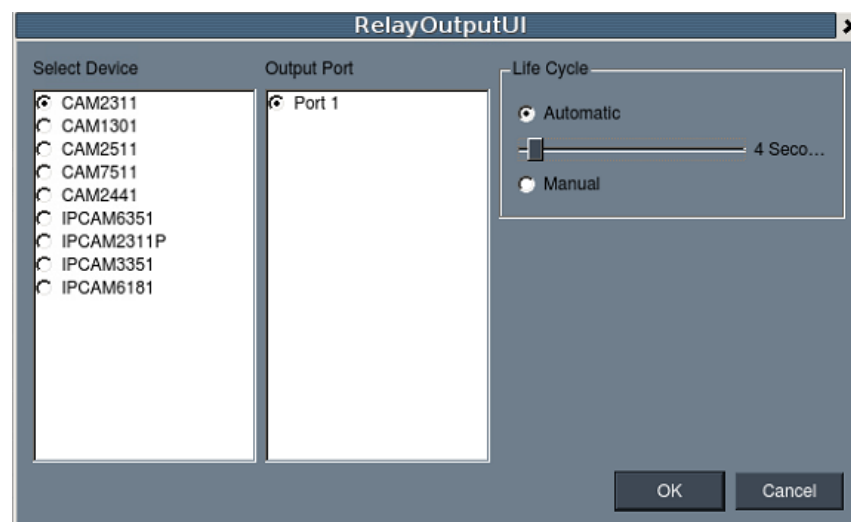 RelayOutputUI
Select Device
CAM2311
CAM1301
CAM2511
CAM7511
CAM2441
IPCAM6351
IPCAM2311P
IPCAM3351
IPCAM6181
Output Port
Port 1
Life Cycle
Automatic
4 Seco...
Manual
OK
Cancel